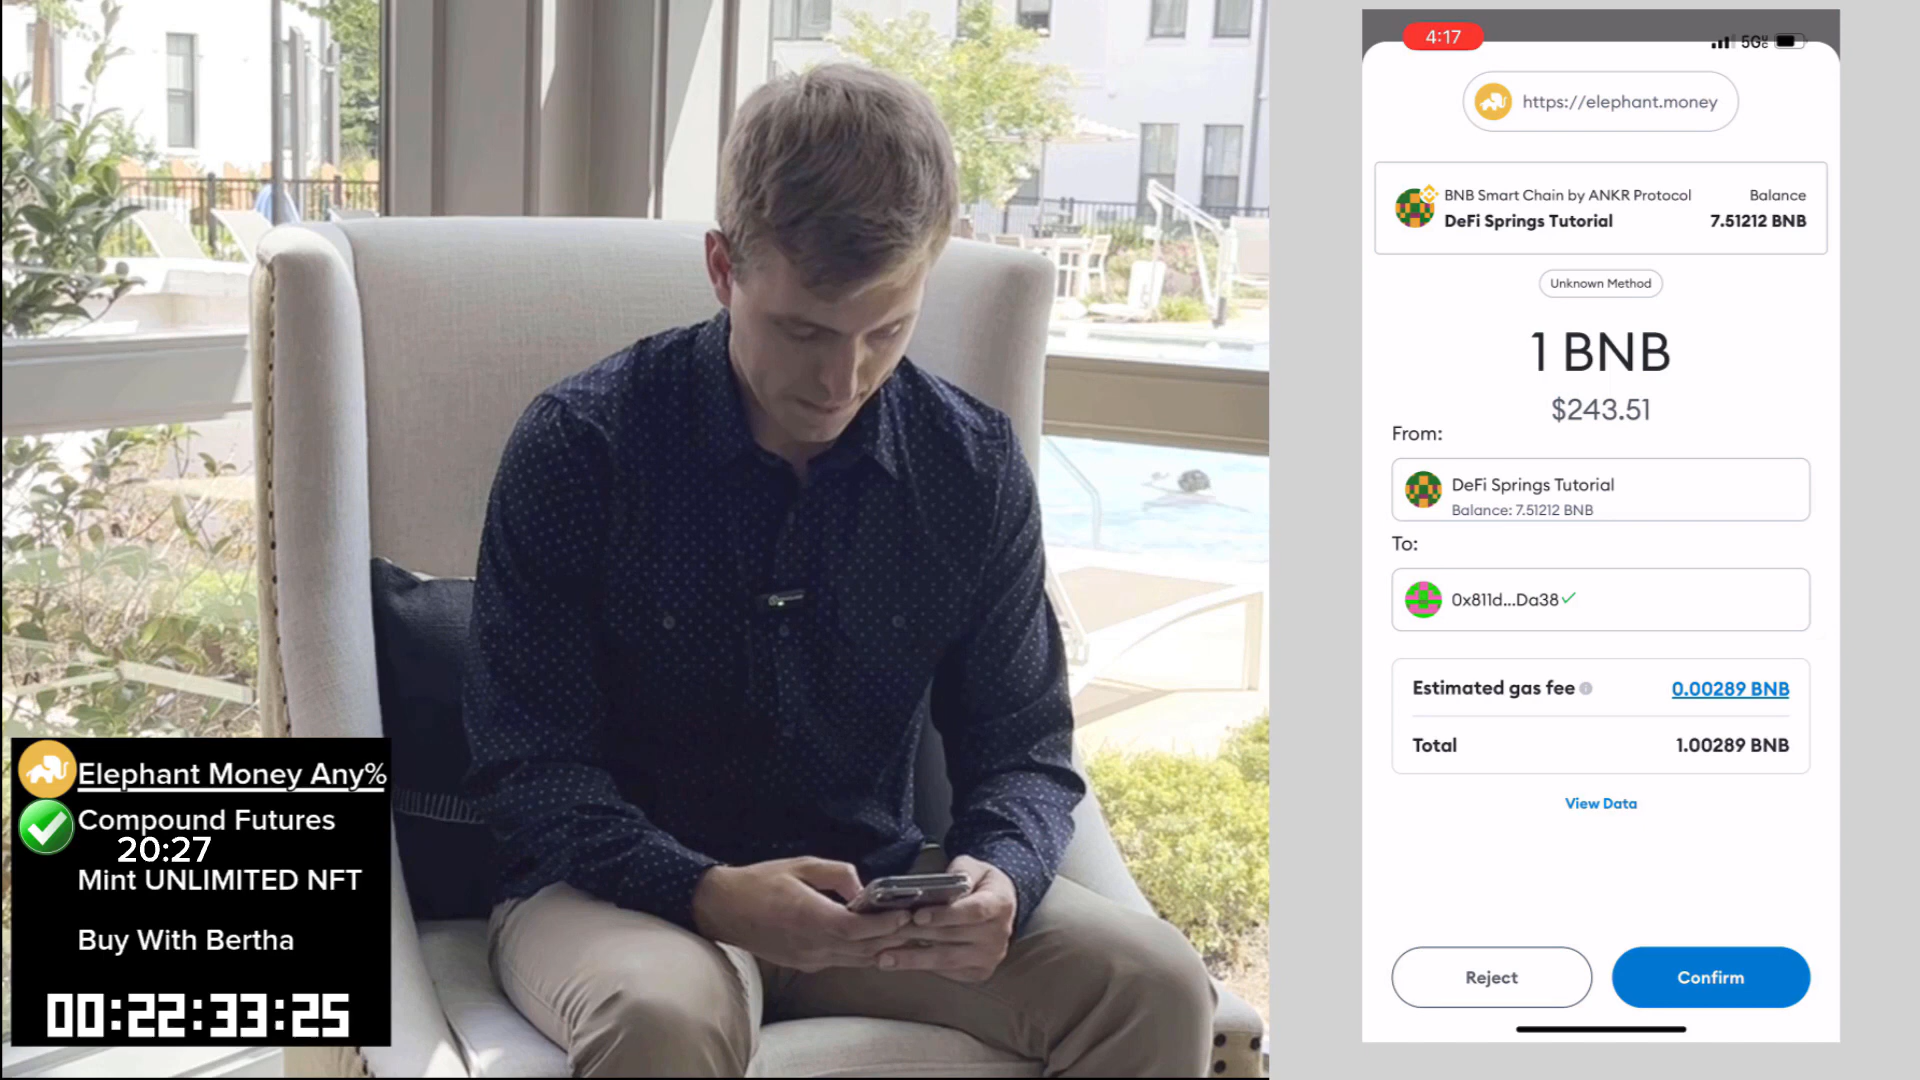 4:17
5G
https://elephant.money
BNB Smart Chain by ANKR Protocol Balance
DeFi Springs Tutorial 7.51212 BNB
Unknown Method
1 BNB
$243.51
From:
DeFi Springs Tutorial
Balance: 7.51212 BNB
To:
0x811d...Da38
Estimated gas fee 0.00289 BNB
Total 1.00289 BNB
View Data
Reject Confirm
Elephant Money Any%
Compound Futures
20:27
Mint UNLIMITED NFT
Buy With Bertha
00:22:33:25